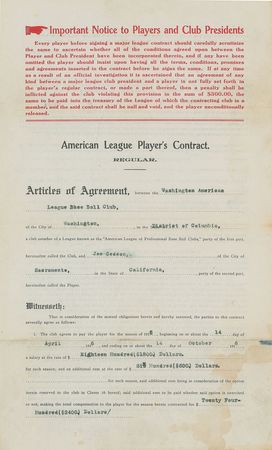 Important Notice to Players and Club Presidents
Every player before signing a major league contract should carefully scrutinize
the same to ascertain whether all of the conditions agreed upon between the
Player and Club President have been incorporated therein, and if any have been
omitted the player should insist upon having all the terms, conditions, promises
and agreements inserted in the contract before he signs the same. If at any time
as a result of an official investigation it is ascertained that an agreement of any
kind between a major league club president and a player is not fully set forth in
the player's regular contract, or made a part thereof, then a penalty shall be
inflicted against the club violating this provision in the sum of $500.00, the
same to be paid into the treasury of the League of which the contracting club is a
member, and the said contract shall be null and void, and the player unconditionally
released.
American League Player's Contract.
REGULAR.
Articles of Agreement, between the Washington American
League Base Ball Club,
of the City of Washington, in the District of Columbia,
a club member of a League known as the "American League of Professional Base Ball Clubs," party of the first part,
hereinafter called the Club, and Joe Gedeon, of the City of
Sacramento, in the State of California, party of the second part,
hereinafter called the Player.
Witnesseth:
That in consideration of the mutual obligations herein and hereby assumed, the parties to the contract
severally agree as follows:
1. The club agrees to pay the player for the season of beginning on or about the 14 day of
April and ending on or about 14 October
a salary at the rate of $ Eighteen Hundred($1800) Dollars.
for such season, and an additional sum at the rate of $ Six Hundred($600) Dollars.
for such season, said additional sum being in consideration of the option
herein reserved to the club in Clause 10 hereof; said additional sum to be paid whether said option is exercised
or not, making the total compensation to the player for the season herein contracted for $ Twenty Four-
Hundred($2400) Dollars/